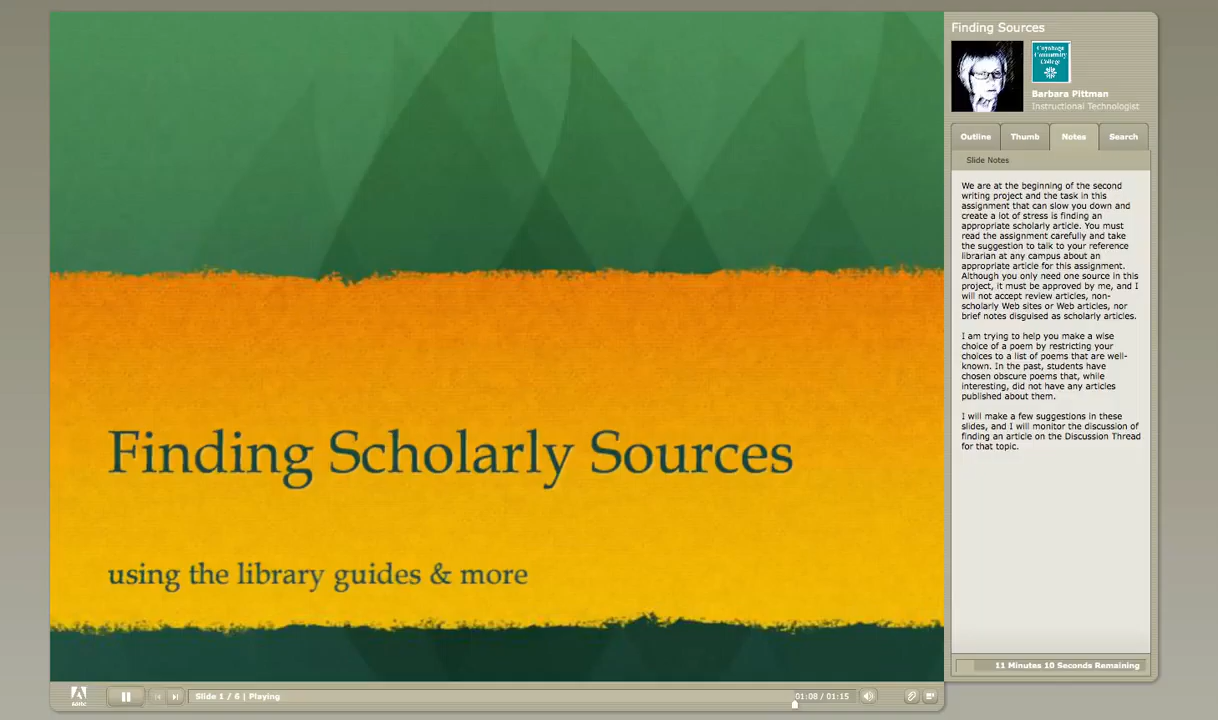 Finding Sources
Cuyahoga
Community
College
Barbara Pittman
Instructional Technologist
Outline
Thumb
Notes
Search
Slide Notes
We are at the beginning of the second
writing project and the task in this
assignment that can slow you down and
create a lot of stress is finding an
appropriate scholarly article. You must
read the assignment carefully and take
the suggestion to talk to your reference
librarian at any campus about an
appropriate article for this assignment.
Although you only need one source in this
project, it must be approved by me, and I
will not accept review articles, non-
scholarly Web sites or Web articles, nor
brief notes disguised as scholarly articles.
I am trying to help you make a wise
choice of a poem by restricting your
choices to a list of poems that are well-
known. In the past, students have
chosen obscure poems that, while
interesting, did not have any articles
published about them.
I will make a few suggestions in these
slides, and I will monitor the discussion of
finding an article on the Discussion Thread
for that topic.
Finding Scholarly Sources
using the library guides & more
11 Minutes 10 Seconds Remaining
Adobe
Slide 1 / 6 | Playing
01:08 / 01:15